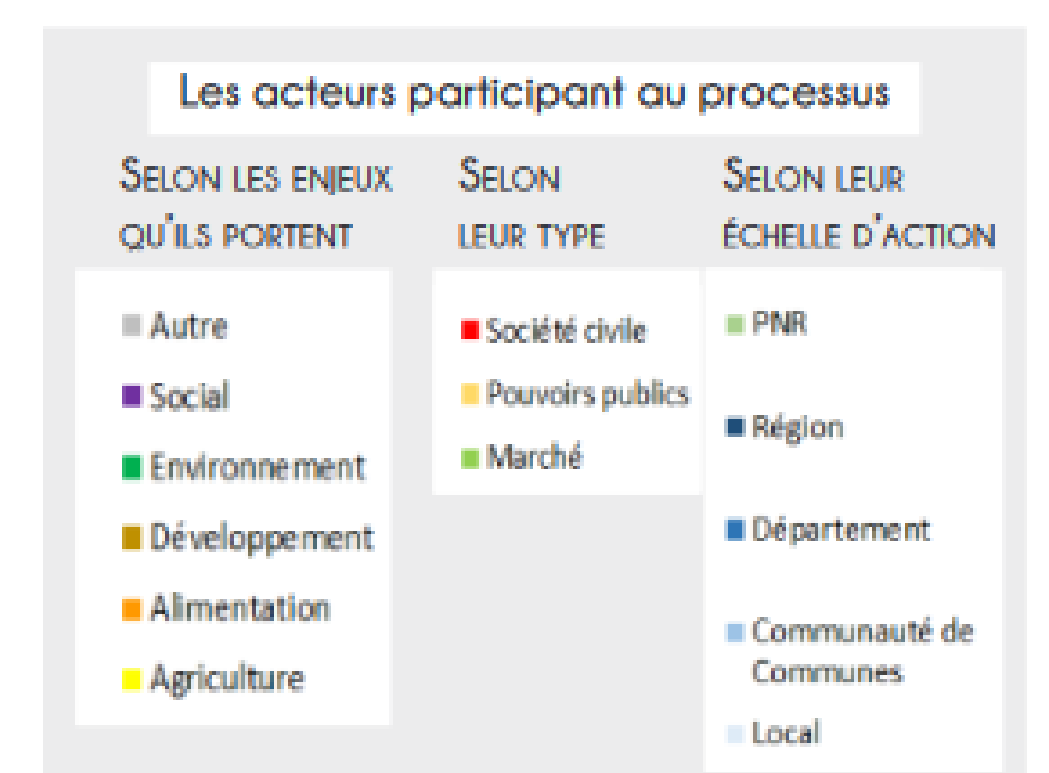 Les acteurs participant au processus
SELON LES ENJEUX
QU'ILS PORTENT
Autre
Social
Environnement
Développement
Alimentation
Agriculture
SELON
LEUR TYPE
Société civile
Pouvoirs publics
Marché
SELON LEUR
ÉCHELLE D'ACTION
PNR
Région
Département
Communauté de
Communes
Local